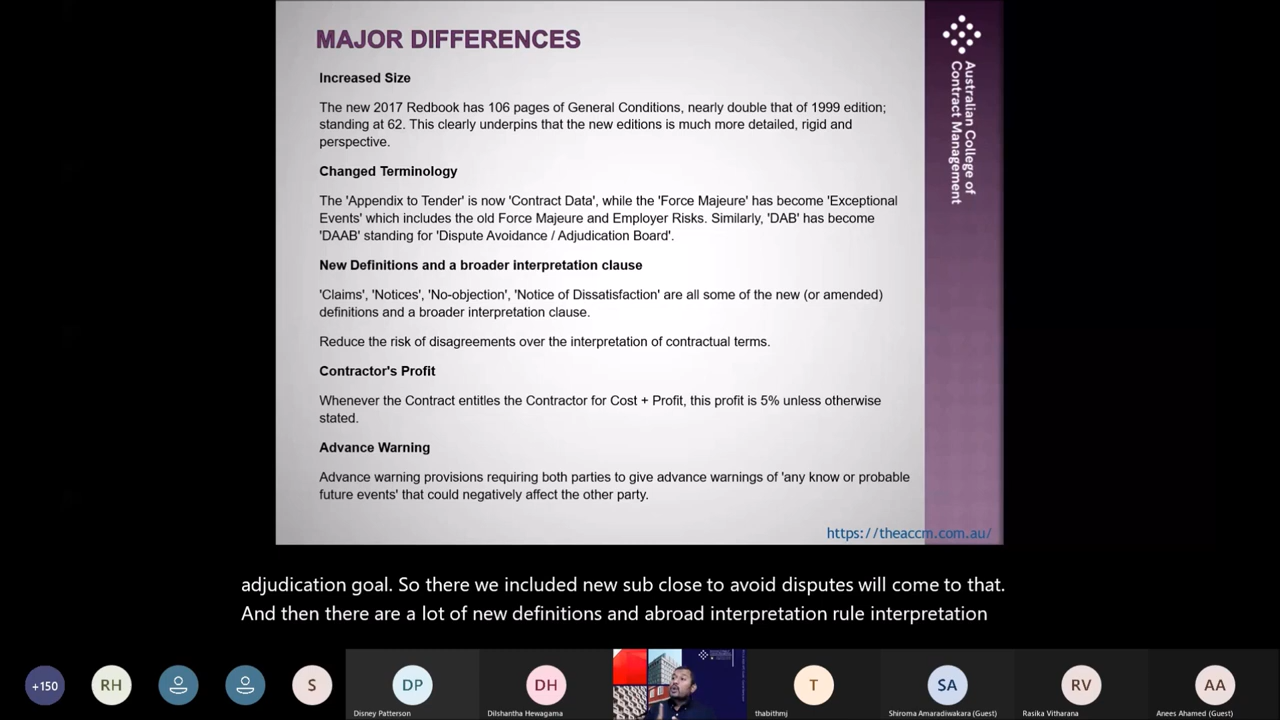 MAJOR DIFFERENCES
Increased Size
The new 2017 Redbook has 106 pages of General Conditions, nearly double that of 1999 edition;
standing at 62. This clearly underpins that the new editions is much more detailed, rigid and
perspective.
Changed Terminology
The 'Appendix to Tender' is now 'Contract Data', while the 'Force Majeure' has become 'Exceptional
Events' which includes the old Force Majeure and Employer Risks. Similarly, 'DAB' has become
'DAAB' standing for 'Dispute Avoidance / Adjudication Board'.
New Definitions and a broader interpretation clause
'Claims', 'Notices', 'No-objection', 'Notice of Dissatisfaction' are all some of the new (or amended)
definitions and a broader interpretation clause.
Reduce the risk of disagreements over the interpretation of contractual terms.
Contractor's Profit
Whenever the Contract entitles the Contractor for Cost + Profit, this profit is 5% unless otherwise
stated.
Advance Warning
Advance warning provisions requiring both parties to give advance warnings of 'any know or probable
future events' that could negatively affect the other party.
https://theaccm.com.au/
Australian College of
Contract Management
adjudication goal. So there we included new sub close to avoid disputes will come to that.
And then there are a lot of new definitions and abroad interpretation rule interpretation
+150
RH
S
DP
DH
T
SA
RV
AA
Disney Patterson
Dilshantha Hewagama
thabithmj
Shiroma Amaradiwakara (Guest)
Rasika Vitharana
Anees Ahamed (Guest)